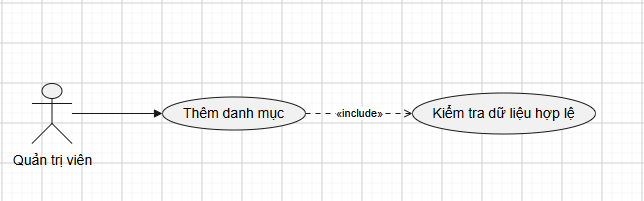 Thêm danh mục
«include»
Kiểm tra dữ liệu hợp lệ
Quản trị viên